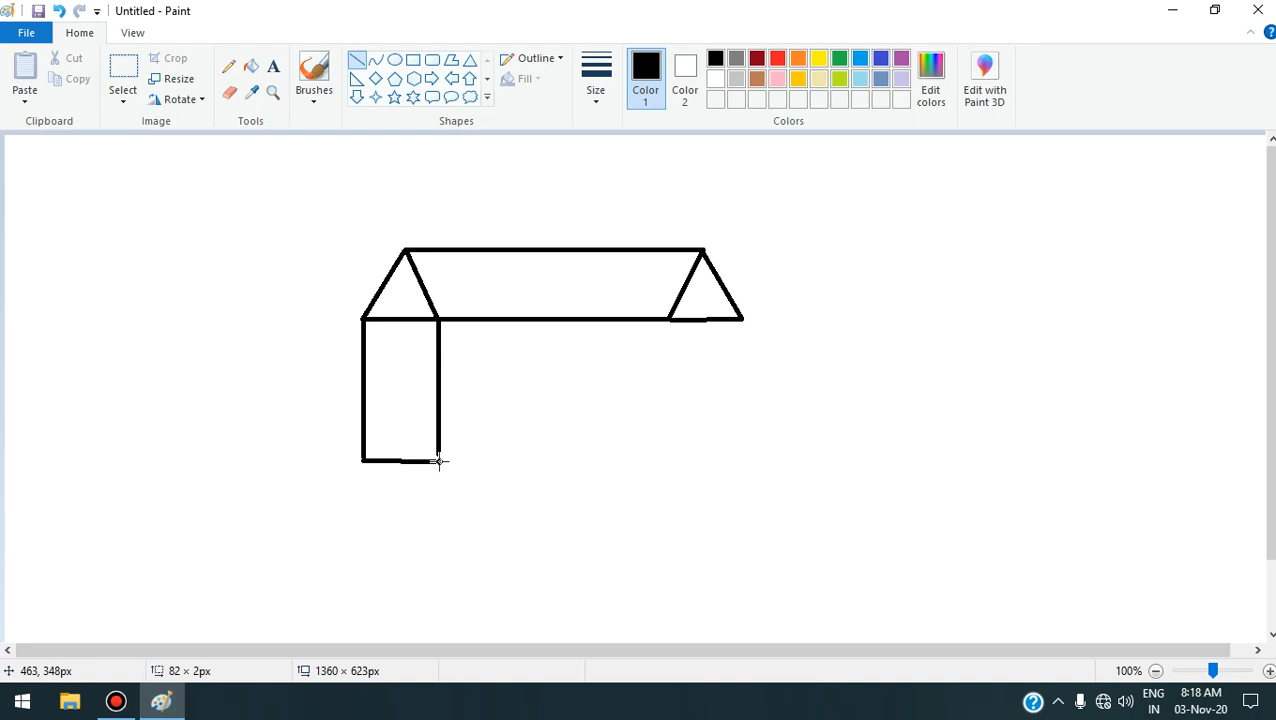 Untitled - Paint
File
Home
View
Paste
Cut
Copy
Clipboard
Select
Crop
Resize
Rotate
Image
A
Tools
Brushes
Outline
Fill
Shapes
Size
Color
1
Color
2
Edit
colors
Colors
Edit with
Paint 3D
463, 348px
82 × 2px
1360 × 623px
100%
ENG
IN
8:18 AM
03-Nov-20